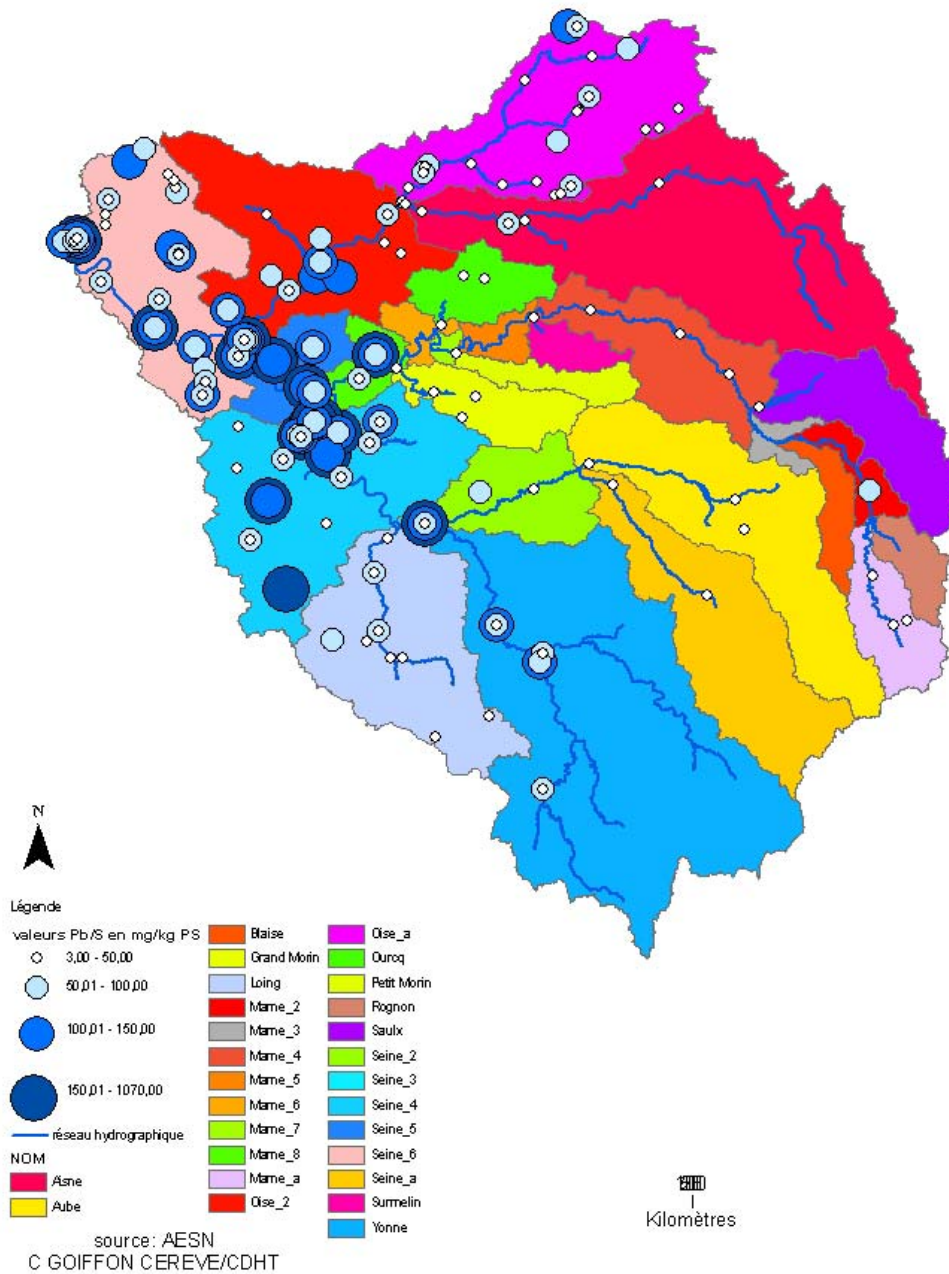 N
Légende
valeurs Pb/S en mg/kg PS
3,00 - 50,00
50,01 - 100,00
100,01 - 150,00
150,01 - 1070,00
réseau hydrographique
NOM
Aisne
Aube
Blaise
Grand Morin
Loing
Marne_2
Marne_3
Marne_4
Marne_5
Marne_6
Marne_7
Marne_8
Marne_a
Oise_2
Oise_a
Ourcq
Petit Morin
Rognon
Saulx
Seine_2
Seine_3
Seine_4
Seine_5
Seine_6
Seine_a
Surmelin
Yonne
Kilomètres
source: AESN
C GOIFFON CEREVE/CDHT